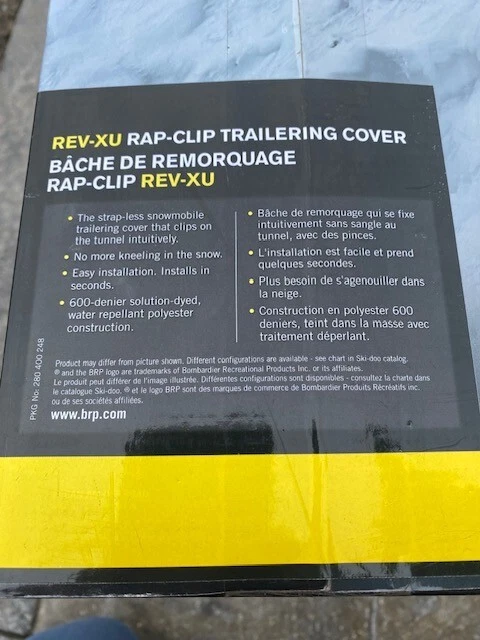 REV-XU RAP-CLIP TRAILERING COVER
BÂCHE DE REMORQUAGE
RAP-CLIP REV-XU
• The strap-less snowmobile
trailering cover that clips on
the tunnel intuitively.
• No more kneeling in the snow.
• Easy installation. Installs in
seconds.
• 600-denier solution-dyed,
water repellant polyester
construction.
• Bâche de remorquage qui se fixe
intuitivement sans sangle au
tunnel, avec des pinces.
• L'installation est facile et prend
quelques secondes.
• Plus besoin de s'agenouiller dans
la neige.
• Construction en polyester 600
deniers, teint dans la masse avec
traitement déperlant.
Product may differ from picture shown. Different configurations are available - see chart in Ski-doo catalog.
® and the BRP logo are trademarks of Bombardier Recreational Products Inc. or its affiliates.
Le produit peut différer de l'image illustrée. Différentes configurations sont disponibles - consultez la charte dans
le catalogue Ski-doo. ® et le logo BRP sont des marques de commerce de Bombardier Produits Récréatifs inc.
ou de ses sociétés affiliées.
www.brp.com
PKG No: 280 400 248